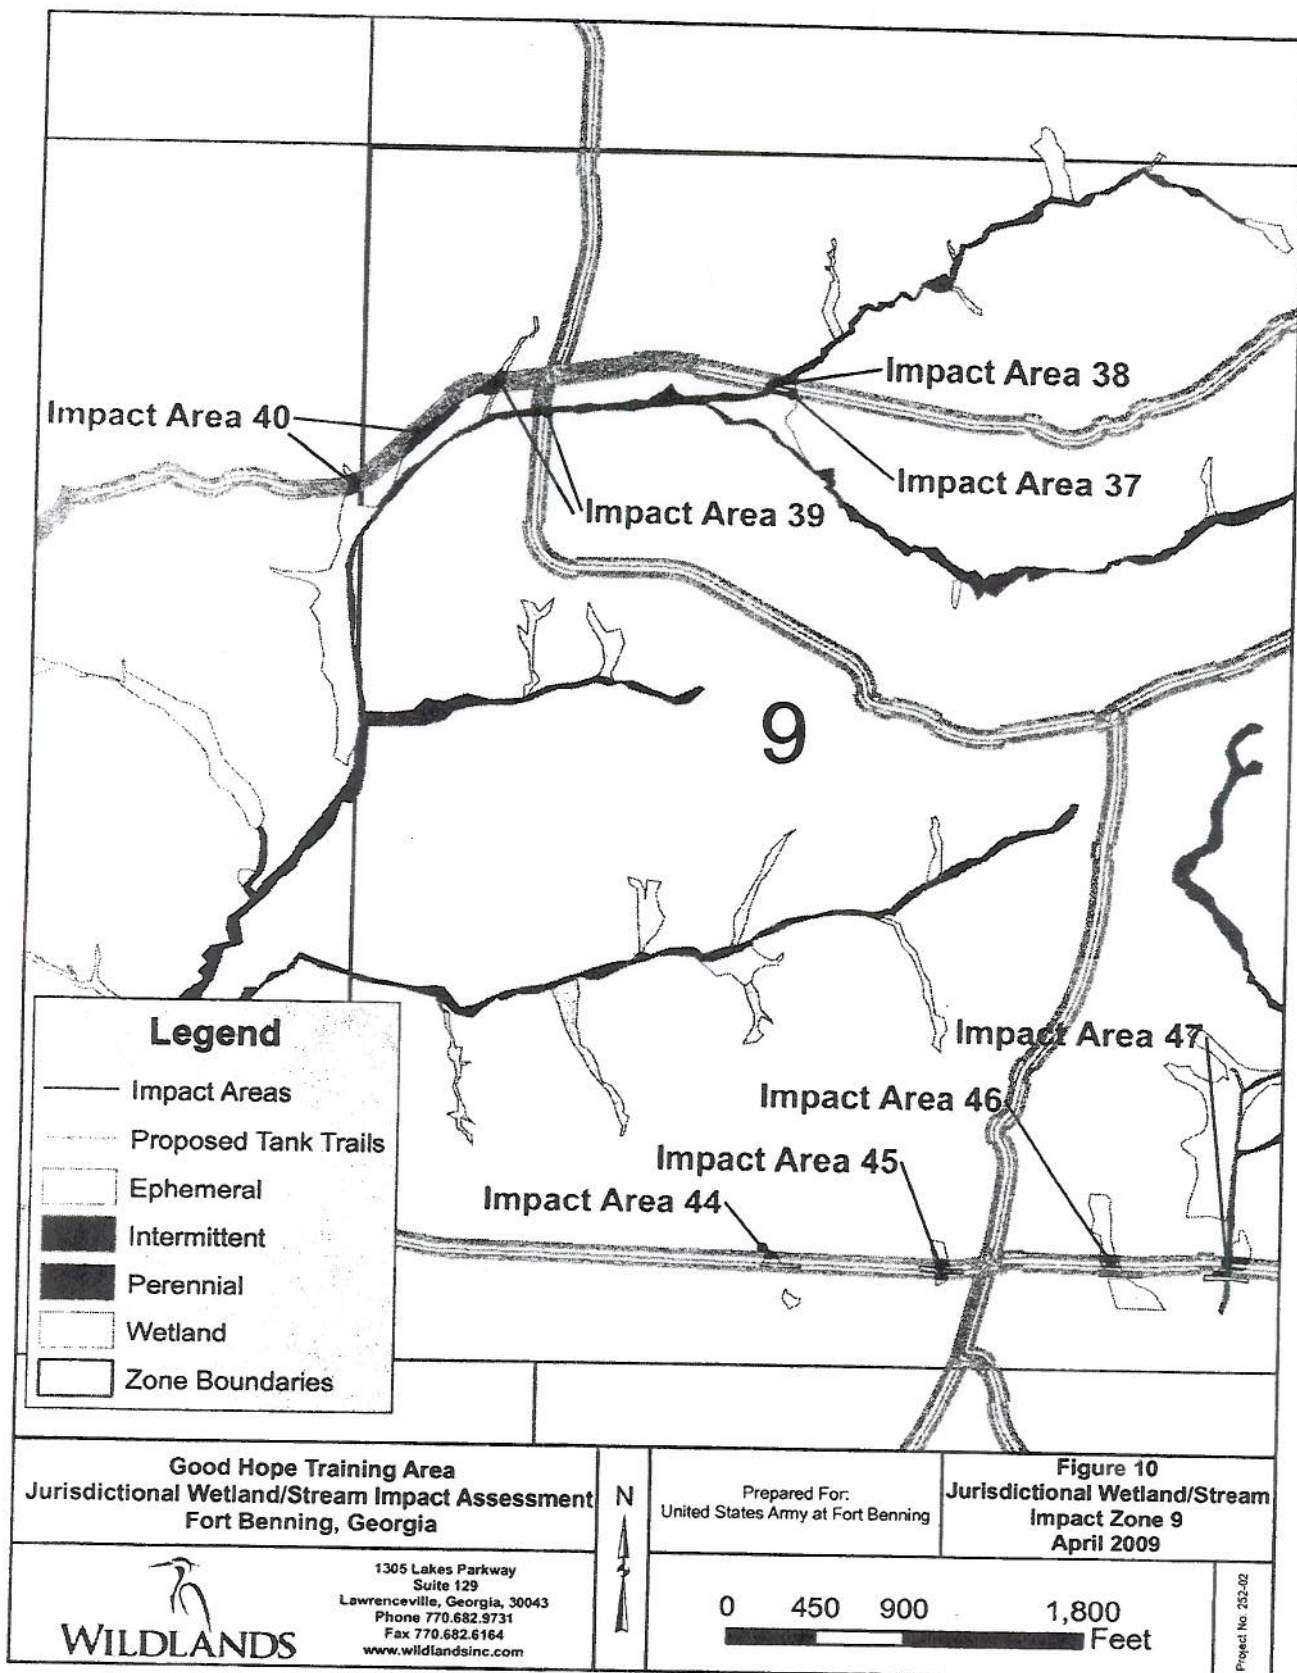 Impact Area 38
Impact Area 40
Impact Area 37
Impact Area 39
9
Impact Area 47
Impact Area 46
Impact Area 45
Impact Area 44
Legend
Impact Areas
Proposed Tank Trails
Ephemeral
Intermittent
Perennial
Wetland
Zone Boundaries
Good Hope Training Area
Jurisdictional Wetland/Stream Impact Assessment
Fort Benning, Georgia
N
Prepared For:
United States Army at Fort Benning
Figure 10
Jurisdictional Wetland/Stream
Impact Zone 9
April 2009
WILDLANDS
1305 Lakes Parkway
Suite 129
Lawrenceville, Georgia, 30043
Phone 770.682.9731
Fax 770.682.6164
www.wildlandsinc.com
0 450 900 1,800
Feet
Project No. 252-02